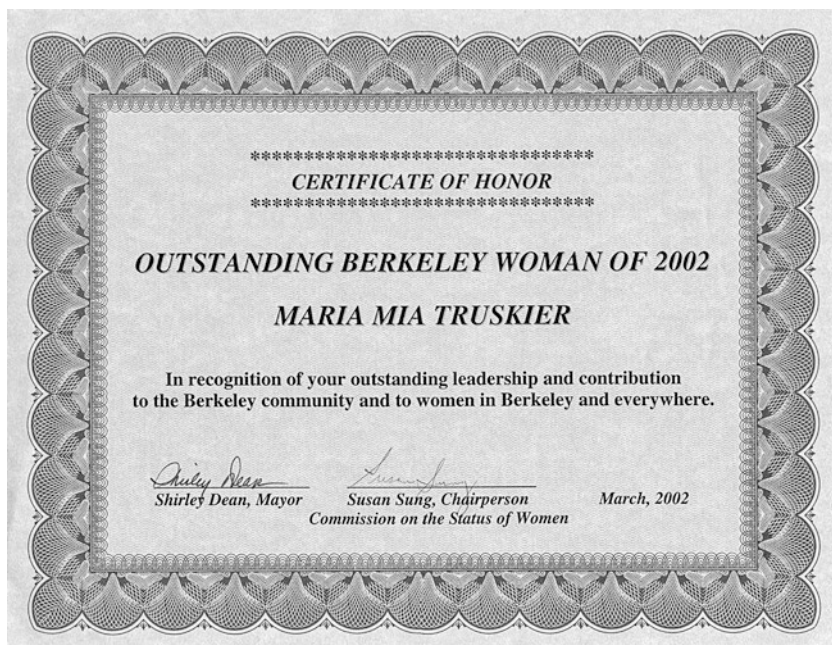 *******************************
CERTIFICATE OF HONOR
*******************************
OUTSTANDING BERKELEY WOMAN OF 2002
MARIA MIA TRUSKIER
In recognition of your outstanding leadership and contribution
to the Berkeley community and to women in Berkeley and everywhere.
Shirley Dean Susan Sung
Shirley Dean, Mayor Susan Sung, Chairperson March, 2002
Commission on the Status of Women